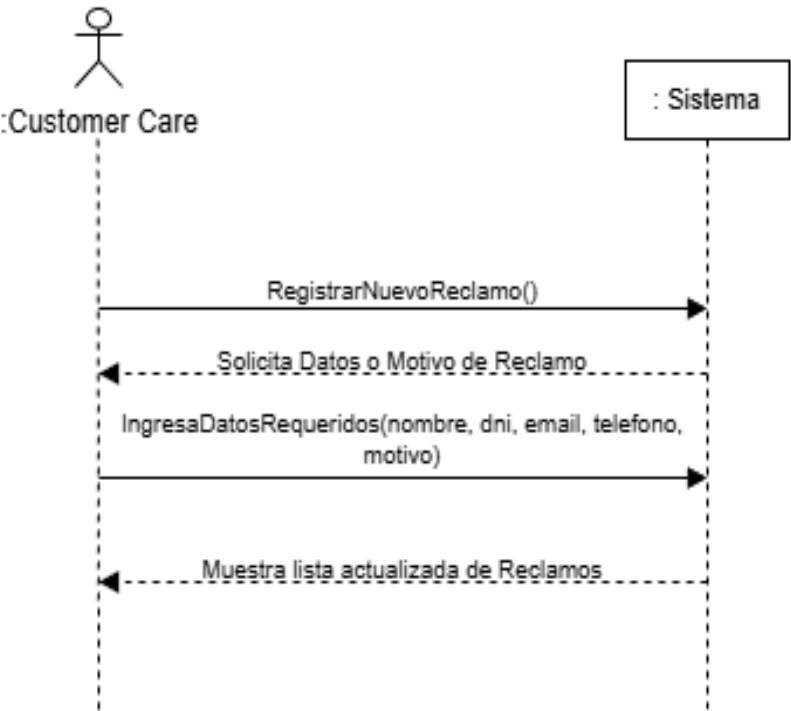 :Customer Care
: Sistema
RegistrarNuevoReclamo()
Solicita Datos o Motivo de Reclamo
IngresaDatosRequeridos(nombre, dni, email, telefono,
motivo)
Muestra lista actualizada de Reclamos